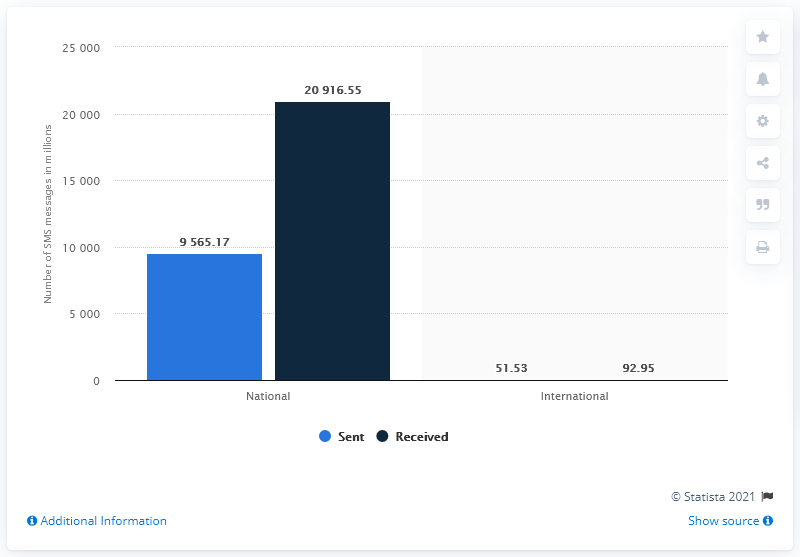 25 000
20 000
15 000
10 000
5 000
0
Number of SMS messages in millions
9 565.17
20 916.55
51.53
92.95
National
International
Sent
Received
© Statista 2021
Additional Information
Show source